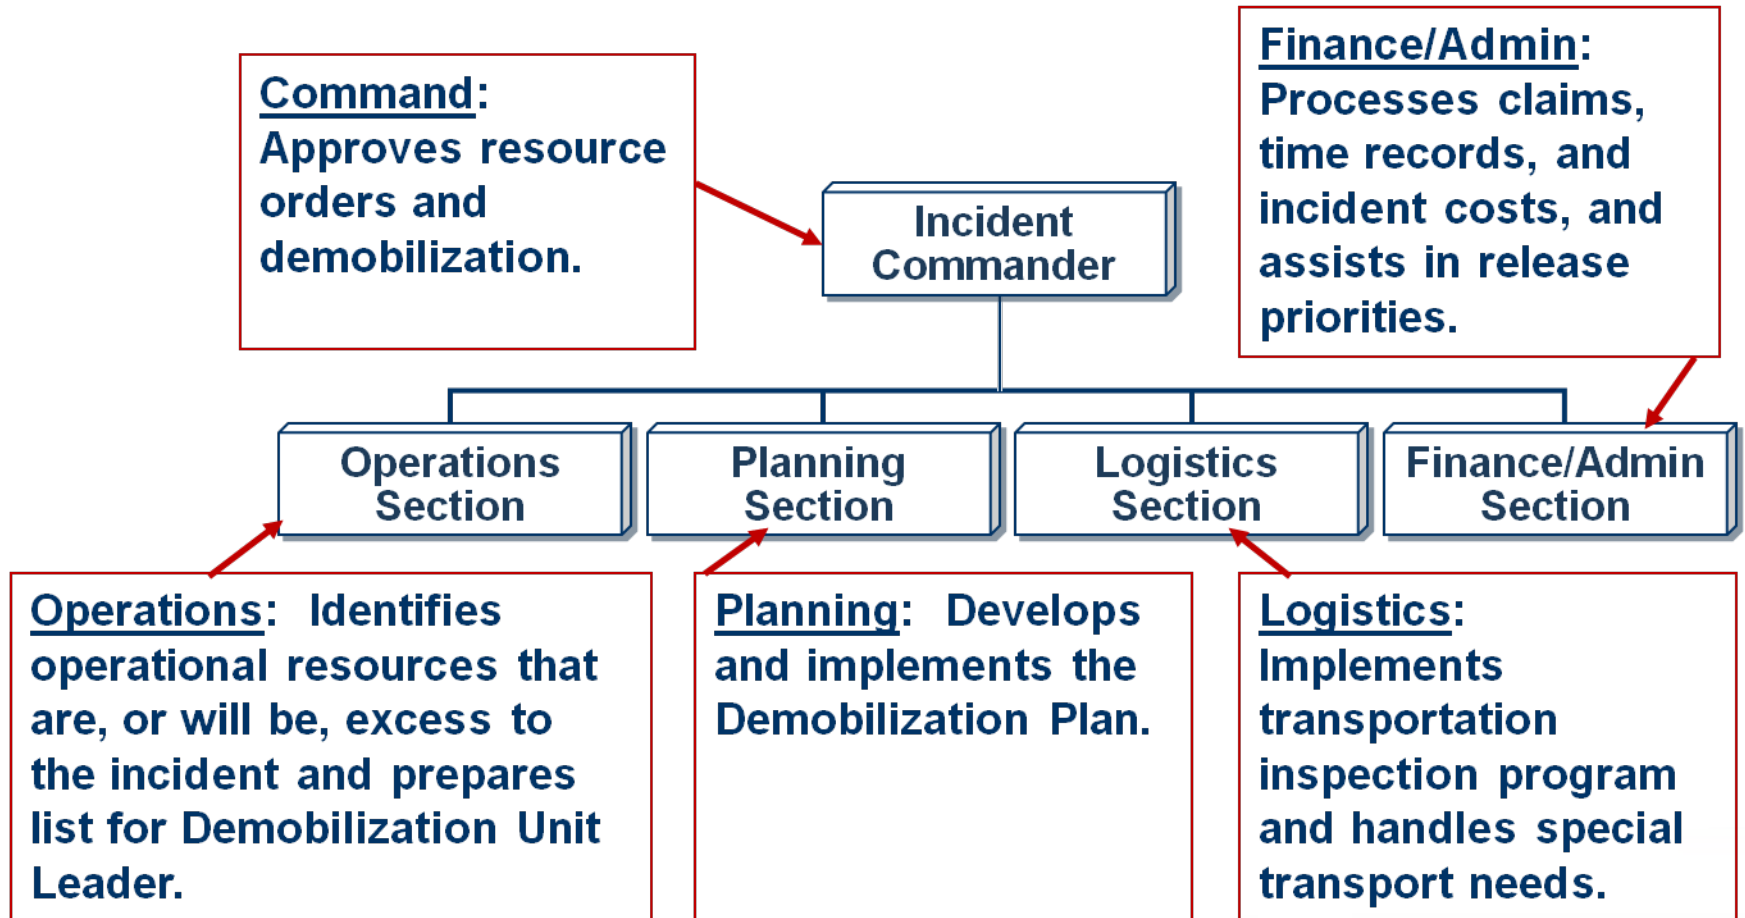 Command:
Approves resource
orders and
demobilization.
Finance/Admin:
Processes claims,
time records, and
incident costs, and
assists in release
priorities.
Incident
Commander
Operations
Section
Planning
Section
Logistics
Section
Finance/Admin
Section
Operations: Identifies
operational resources that
are, or will be, excess to
the incident and prepares
list for Demobilization Unit
Leader.
Planning: Develops
and implements the
Demobilization Plan.
Logistics:
Implements
transportation
inspection program
and handles special
transport needs.